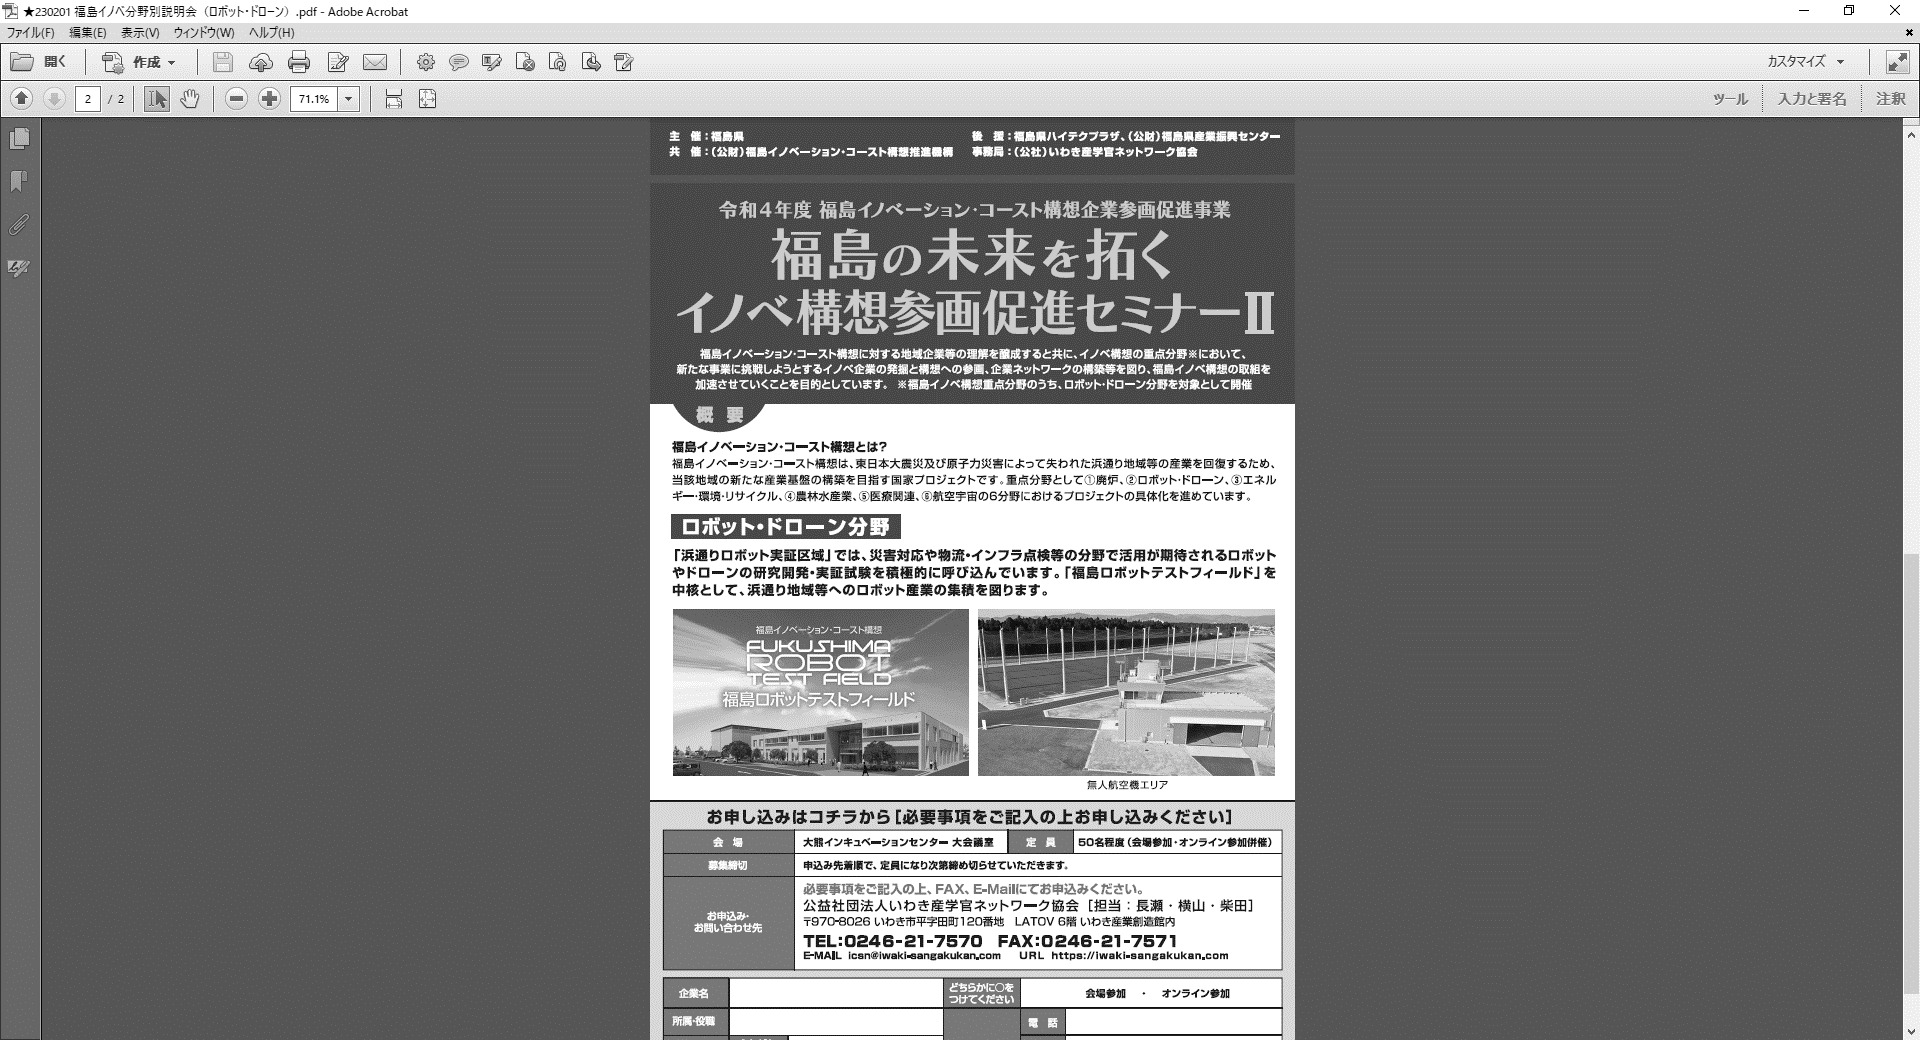 ★230201 福島イノベ分野別説明会（ロボット・ドローン）.pdf - Adobe Acrobat
ファイル(F) 編集(E) 表示(V) ウィンドウ(W) ヘルプ(H)
開く 作成 カスタマイズ
2 / 2 71.1% ツール 入力と署名 注釈
主　催：福島県 後　援：福島県ハイテクプラザ、（公財）福島県産業振興センター
共　催：（公財）福島イノベーション・コースト構想推進機構 事務局：（公社）いわき産学官ネットワーク協会
令和４年度 福島イノベーション・コースト構想企業参画促進事業
福島の未来を拓く
イノベ構想参画促進セミナーⅡ
福島イノベーション・コースト構想に対する地域企業等の理解を醸成すると共に、イノベ構想の重点分野※において、
新たな事業に挑戦しようとするイノベ企業の発掘と構想への参画、企業ネットワークの構築等を図り、福島イノベ構想の取組を
加速させていくことを目的としています。 ※福島イノベ構想重点分野のうち、ロボット・ドローン分野を対象として開催
概　要
福島イノベーション・コースト構想とは？
福島イノベーション・コースト構想は、東日本大震災及び原子力災害によって失われた浜通り地域等の産業を回復するため、
当該地域の新たな産業基盤の構築を目指す国家プロジェクトです。重点分野として①廃炉、②ロボット・ドローン、③エネル
ギー・環境・リサイクル、④農林水産業、⑤医療関連、⑥航空宇宙の6分野におけるプロジェクトの具体化を進めています。
ロボット・ドローン分野
「浜通りロボット実証区域」では、災害対応や物流・インフラ点検等の分野で活用が期待されるロボット
やドローンの研究開発・実証試験を積極的に呼び込んでいます。「福島ロボットテストフィールド」を
中核として、浜通り地域等へのロボット産業の集積を図ります。
福島イノベーション・コースト構想
FUKUSHIMA
ROBOT
TEST FIELD
福島ロボットテストフィールド
無人航空機エリア
お申し込みはコチラから［必要事項をご記入の上お申し込みください］
会　場 大熊インキュベーションセンター 大会議室 定　員 50名程度（会場参加・オンライン参加併催）
募集締切 申込み先着順で、定員になり次第締め切らせていただきます。
お申込み・
お問い合わせ先
必要事項をご記入の上、FAX、E-Mailにてお申込みください。
公益社団法人いわき産学官ネットワーク協会［担当：長瀬・横山・柴田］
〒970-8026 いわき市平字田町120番地　LATOV 6階 いわき産業創造館内
TEL:0246-21-7570　FAX:0246-21-7571
E-MAIL icsn@iwaki-sangakukan.com　URL https://iwaki-sangakukan.com
企業名 どちらかに○を
つけてください 会場参加　・　オンライン参加
所属・役職 電　話